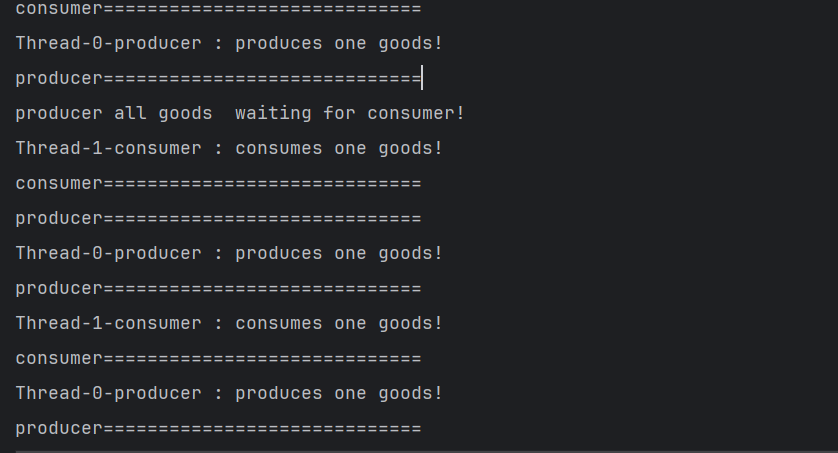 consumer=============================
Thread-0-producer : produces one goods!
producer=============================
producer all goods  waiting for consumer!
Thread-1-consumer : consumes one goods!
consumer=============================
producer=============================
Thread-0-producer : produces one goods!
producer=============================
Thread-1-consumer : consumes one goods!
consumer=============================
Thread-0-producer : produces one goods!
producer=============================